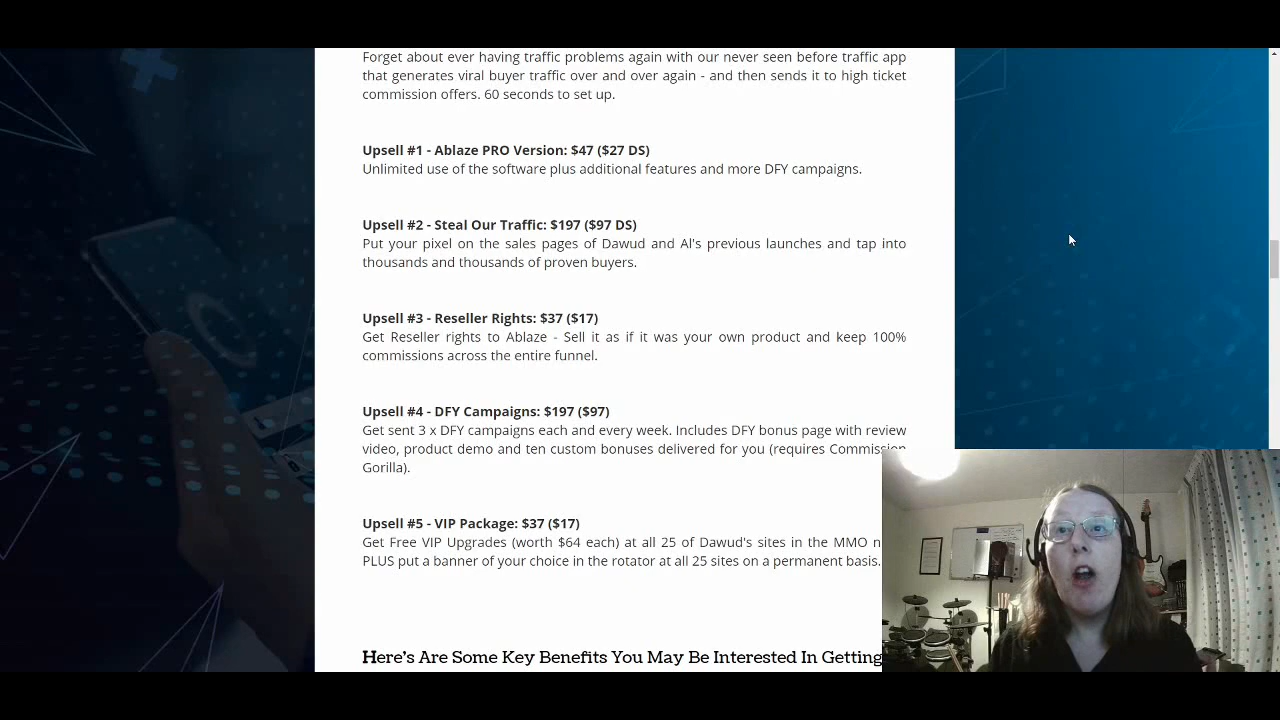 Forget about ever having traffic problems again with our never seen before traffic app
that generates viral buyer traffic over and over again - and then sends it to high ticket
commission offers. 60 seconds to set up.
Upsell #1 - Ablaze PRO Version: $47 ($27 DS)
Unlimited use of the software plus additional features and more DFY campaigns.
Upsell #2 - Steal Our Traffic: $197 ($97 DS)
Put your pixel on the sales pages of Dawud and Al's previous launches and tap into
thousands and thousands of proven buyers.
Upsell #3 - Reseller Rights: $37 ($17)
Get Reseller rights to Ablaze - Sell it as if it was your own product and keep 100%
commissions across the entire funnel.
Upsell #4 - DFY Campaigns: $197 ($97)
Get sent 3 x DFY campaigns each and every week. Includes DFY bonus page with review
video, product demo and ten custom bonuses delivered for you (requires Commission
Gorilla).
Upsell #5 - VIP Package: $37 ($17)
Get Free VIP Upgrades (worth $64 each) at all 25 of Dawud's sites in the MMO n
PLUS put a banner of your choice in the rotator at all 25 sites on a permanent basis.
Here's Are Some Key Benefits You May Be Interested In Getting